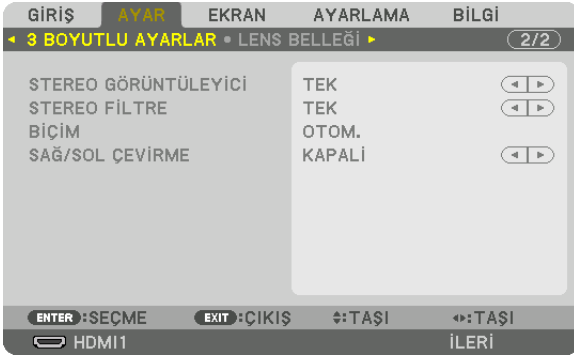 GİRİŞ AYAR EKRAN AYARLAMA BİLGİ
◂ 3 BOYUTLU AYARLAR • LENS BELLEĞİ ▸ 2/2
STEREO GÖRÜNTÜLEYİCİ TEK
STEREO FİLTRE TEK
BİÇİM OTOM.
SAĞ/SOL ÇEVİRME KAPALİ
ENTER :SEÇME EXIT :ÇIKIŞ ♦:TAŞI ◂▸:TAŞI
HDMI1 İLERİ